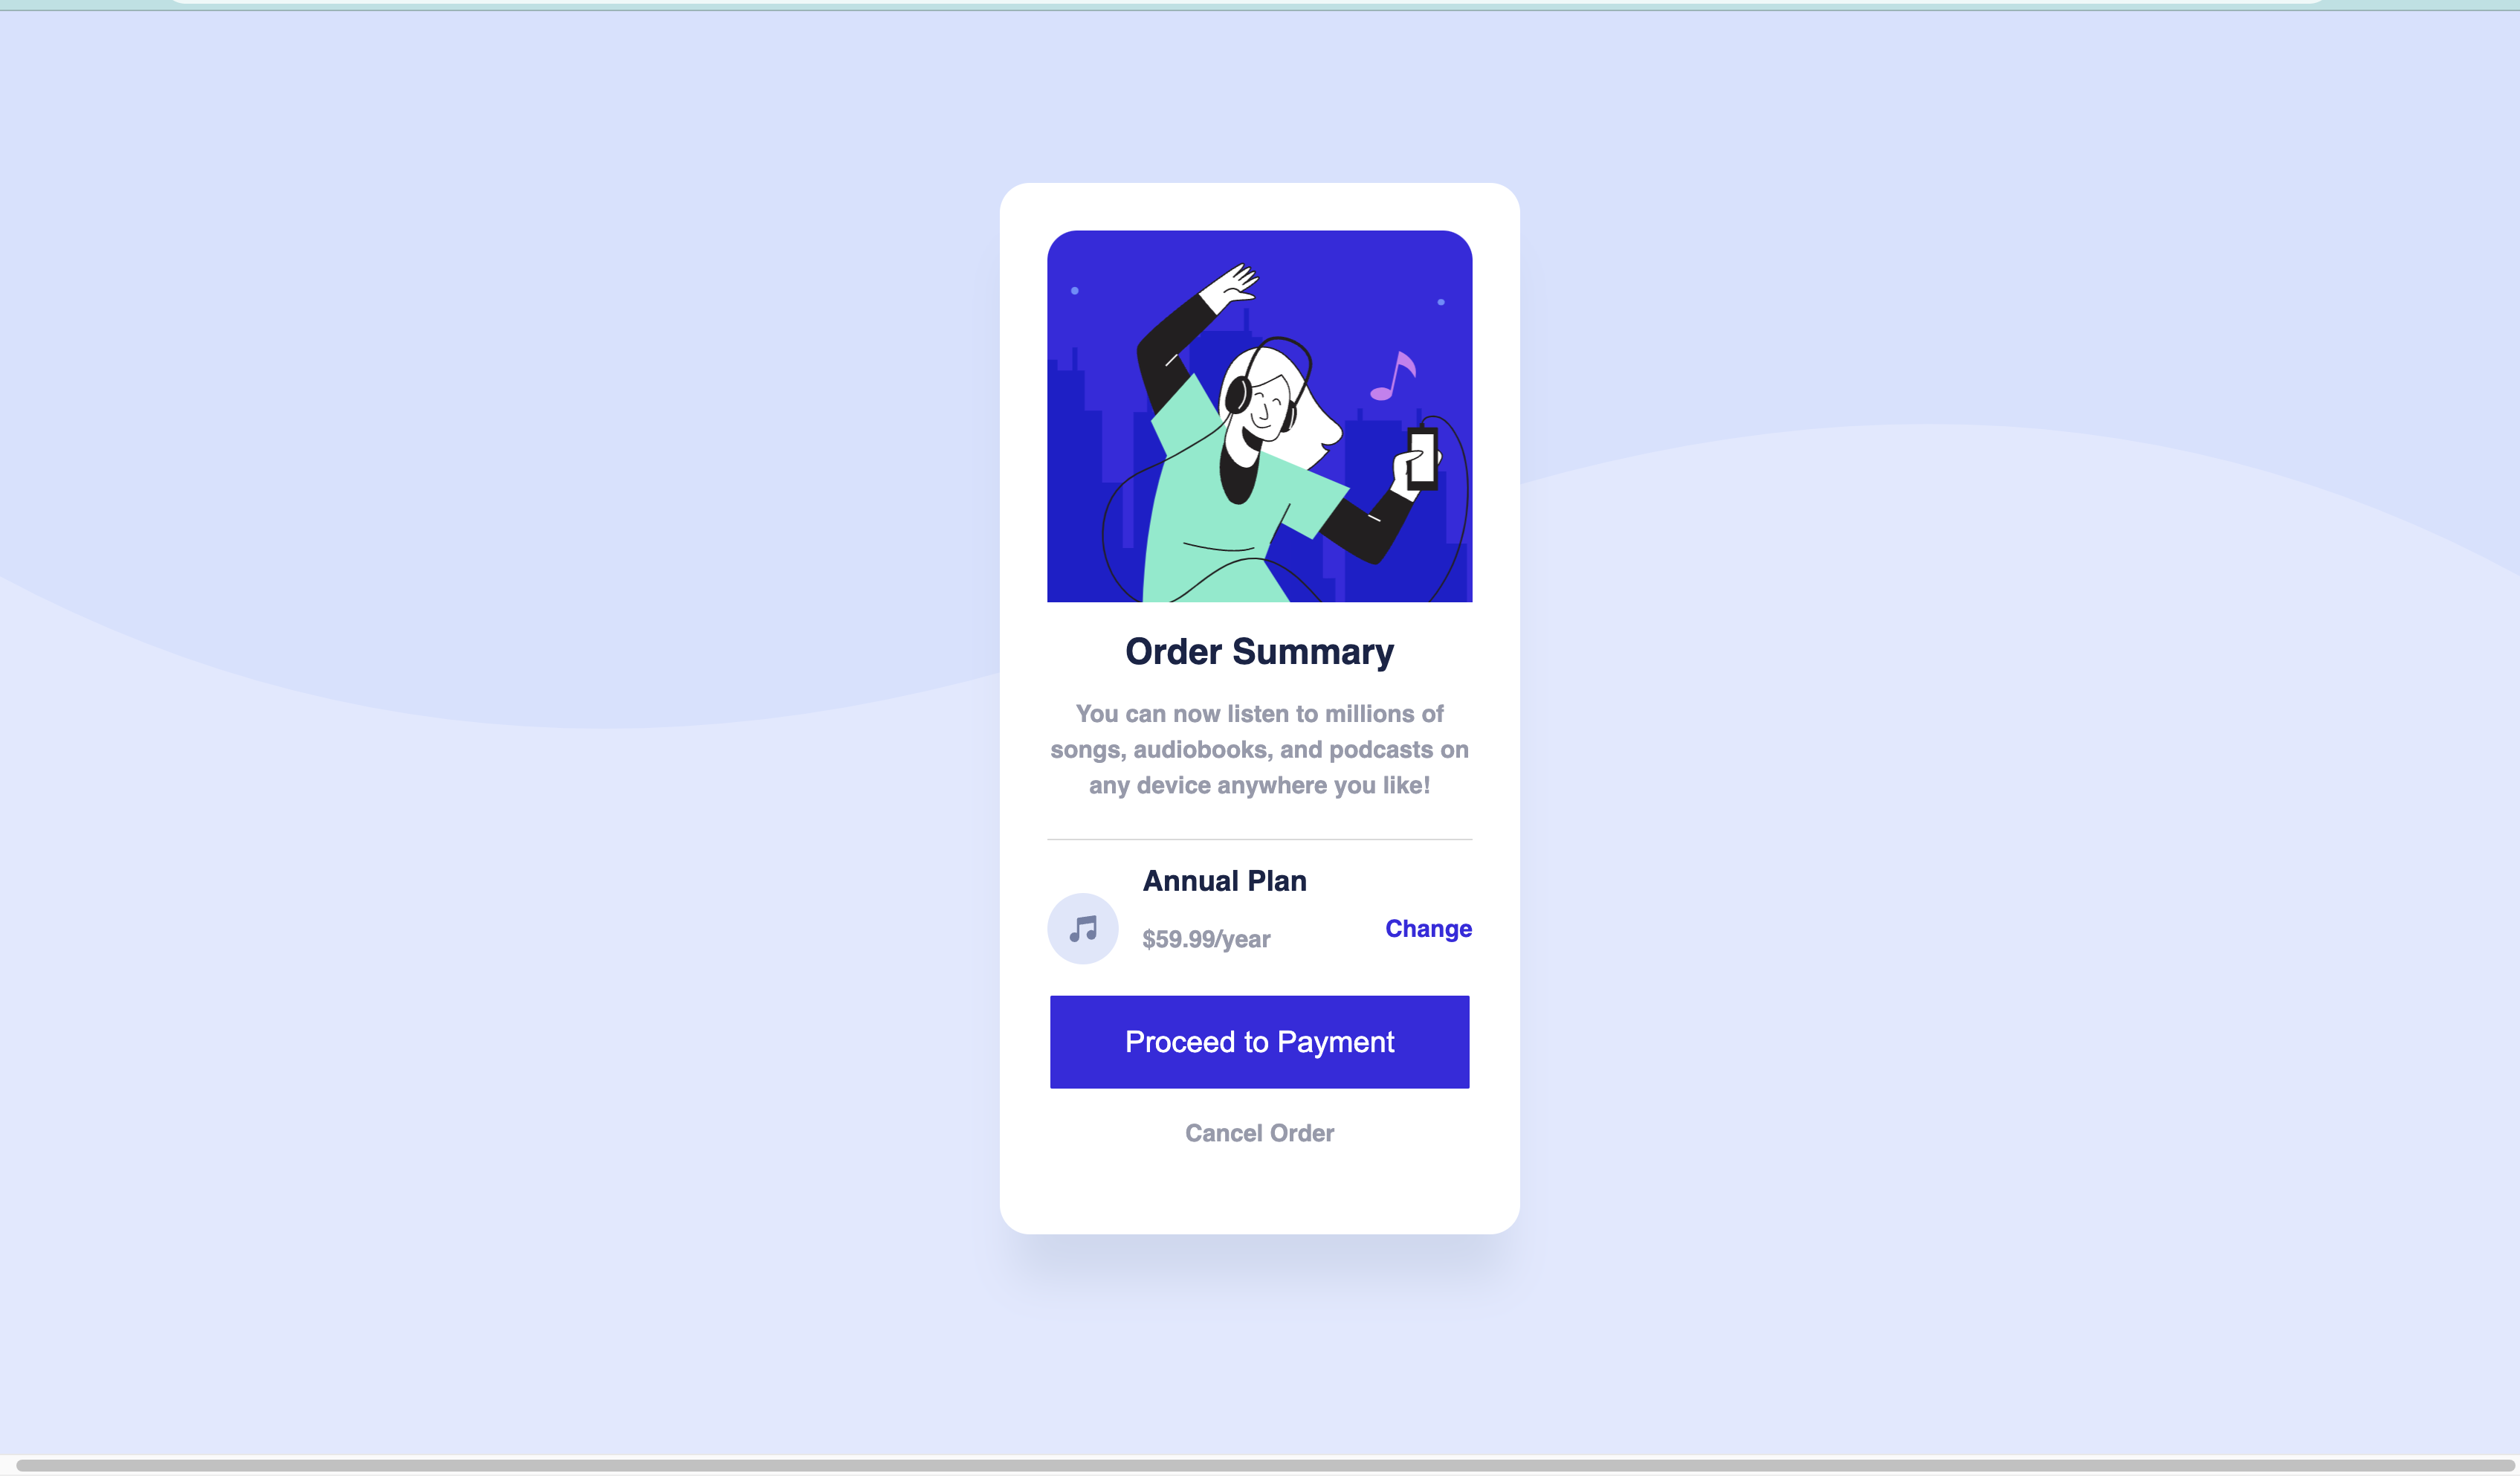 Order Summary
You can now listen to millions of
songs, audiobooks, and podcasts on
any device anywhere you like!
Annual Plan
$59.99/year
Change
Proceed to Payment
Cancel Order